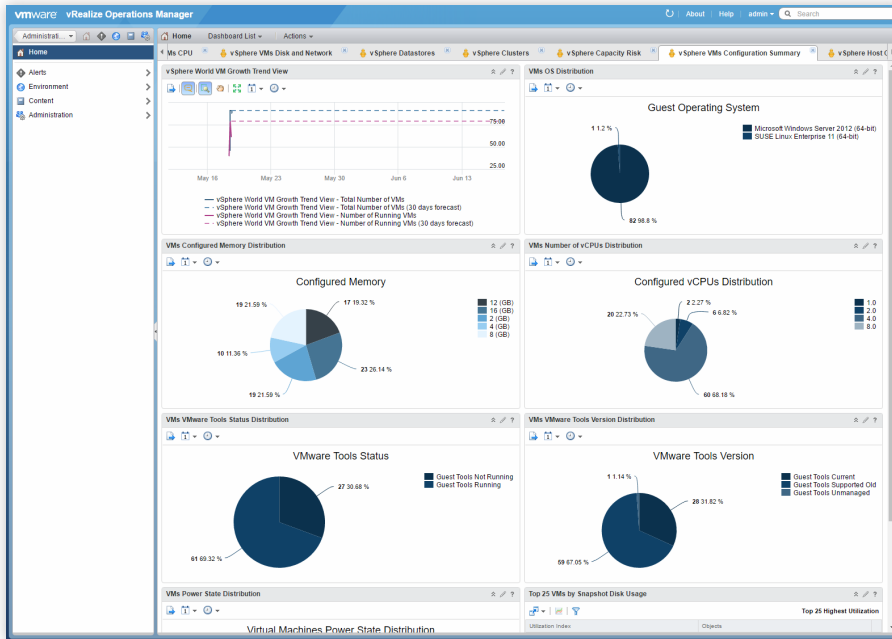 vmware vRealize Operations Manager
About Help admin Search
Administrati...
Home Dashboard List Actions
Home
Ms CPU vSphere VMs Disk and Network vSphere Datastores vSphere Clusters vSphere Capacity Risk vSphere VMs Configuration Summary vSphere Host
Alerts
Environment
Content
Administration
vSphere World VM Growth Trend View
75.00
50.00
25.00
May 16 May 23 May 30 Jun 6 Jun 13
vSphere World VM Growth Trend View - Total Number of VMs
vSphere World VM Growth Trend View - Total Number of VMs (30 days forecast)
vSphere World VM Growth Trend View - Number of Running VMs
vSphere World VM Growth Trend View - Number of Running VMs (30 days forecast)
VMs OS Distribution
Guest Operating System
1 1.2 %
Microsoft Windows Server 2012 (64-bit)
SUSE Linux Enterprise 11 (64-bit)
82 98.8 %
VMs Configured Memory Distribution
Configured Memory
19 21.59 %
17 19.32 %
12 (GB)
16 (GB)
2 (GB)
4 (GB)
8 (GB)
10 11.36 %
23 26.14 %
19 21.59 %
VMs Number of vCPUs Distribution
Configured vCPUs Distribution
2 2.27 %
6 6.82 %
20 22.73 %
1.0
2.0
4.0
8.0
60 68.18 %
VMs VMware Tools Status Distribution
VMware Tools Status
27 30.68 %
Guest Tools Not Running
Guest Tools Running
61 69.32 %
VMs VMware Tools Version Distribution
VMware Tools Version
1 1.14 %
28 31.82 %
Guest Tools Current
Guest Tools Supported Old
Guest Tools Unmanaged
59 67.05 %
VMs Power State Distribution
Virtual Machines Power State Distribution
Top 25 VMs by Snapshot Disk Usage
Top 25 Highest Utilization
Utilization Index Objects